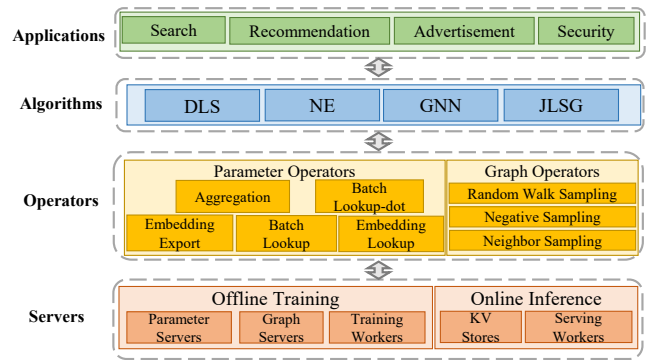 Applications
Search
Recommendation
Advertisement
Security
Algorithms
DLS
NE
GNN
JLSG
Operators
Parameter Operators
Aggregation
Batch
Lookup-dot
Embedding
Export
Batch
Lookup
Embedding
Lookup
Graph Operators
Random Walk Sampling
Negative Sampling
Neighbor Sampling
Servers
Offline Training
Parameter
Servers
Graph
Servers
Training
Workers
Online Inference
KV
Stores
Serving
Workers